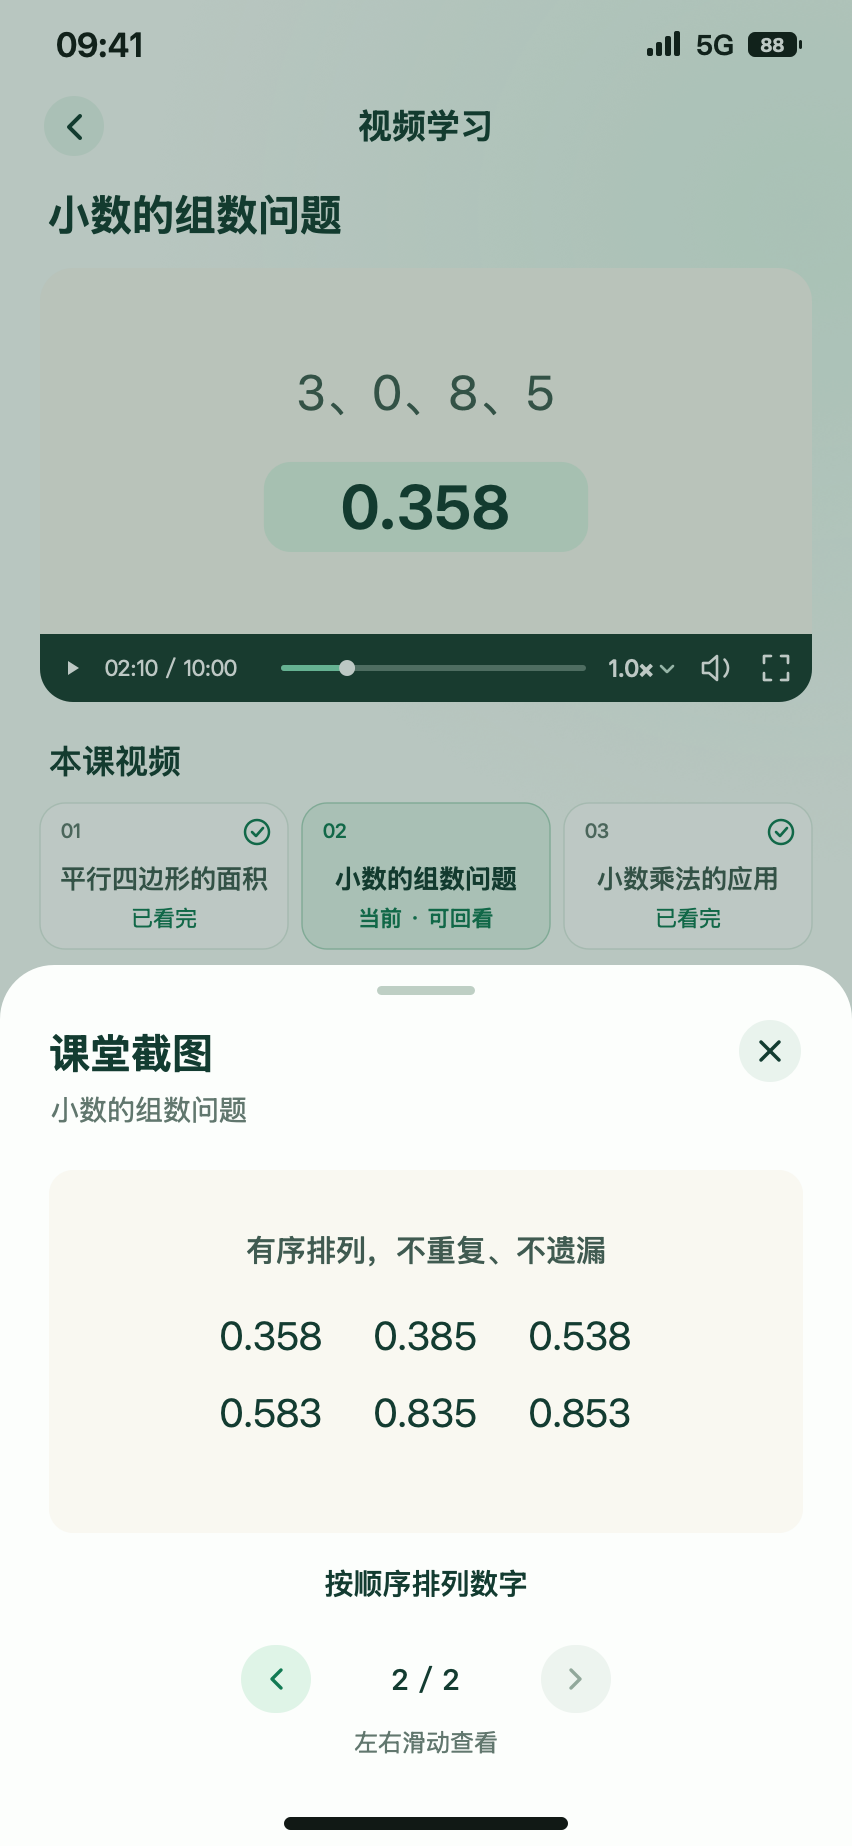 09:41 5G 88
视频学习
小数的组数问题
3、0、8、5
0.358
02:10 / 10:00 1.0×
本课视频
01
平行四边形的面积
已看完
02
小数的组数问题
当前 · 可回看
03
小数乘法的应用
已看完
课堂截图
小数的组数问题
有序排列，不重复、不遗漏
0.358 0.385 0.538
0.583 0.835 0.853
按顺序排列数字
2 / 2
左右滑动查看